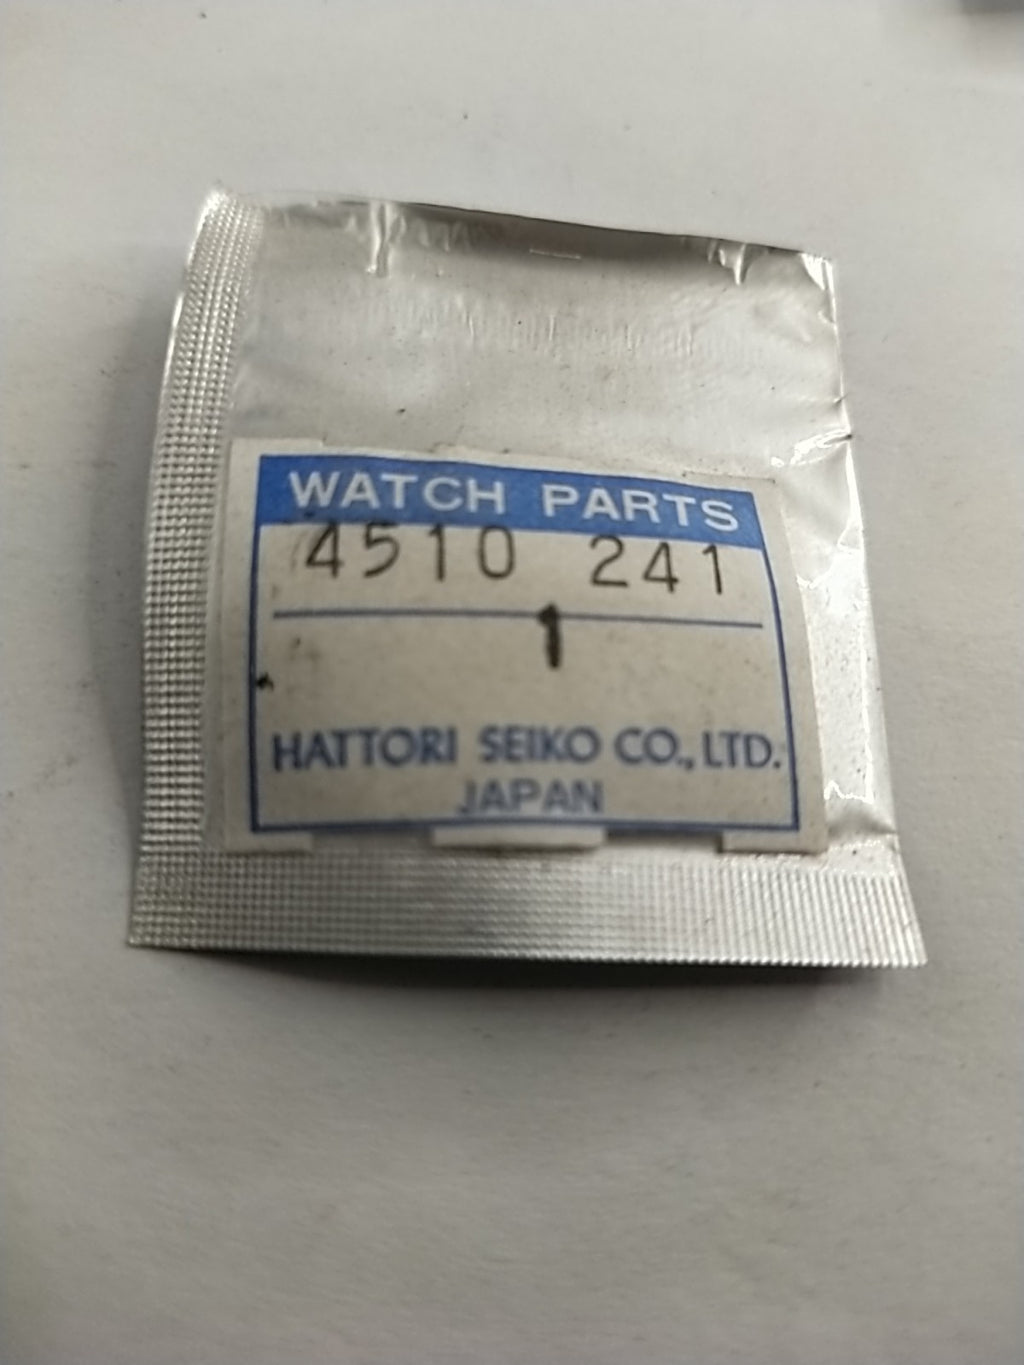 WATCH PARTS
4510 241
1
HATTORI SEIKO CO., LTD.
JAPAN